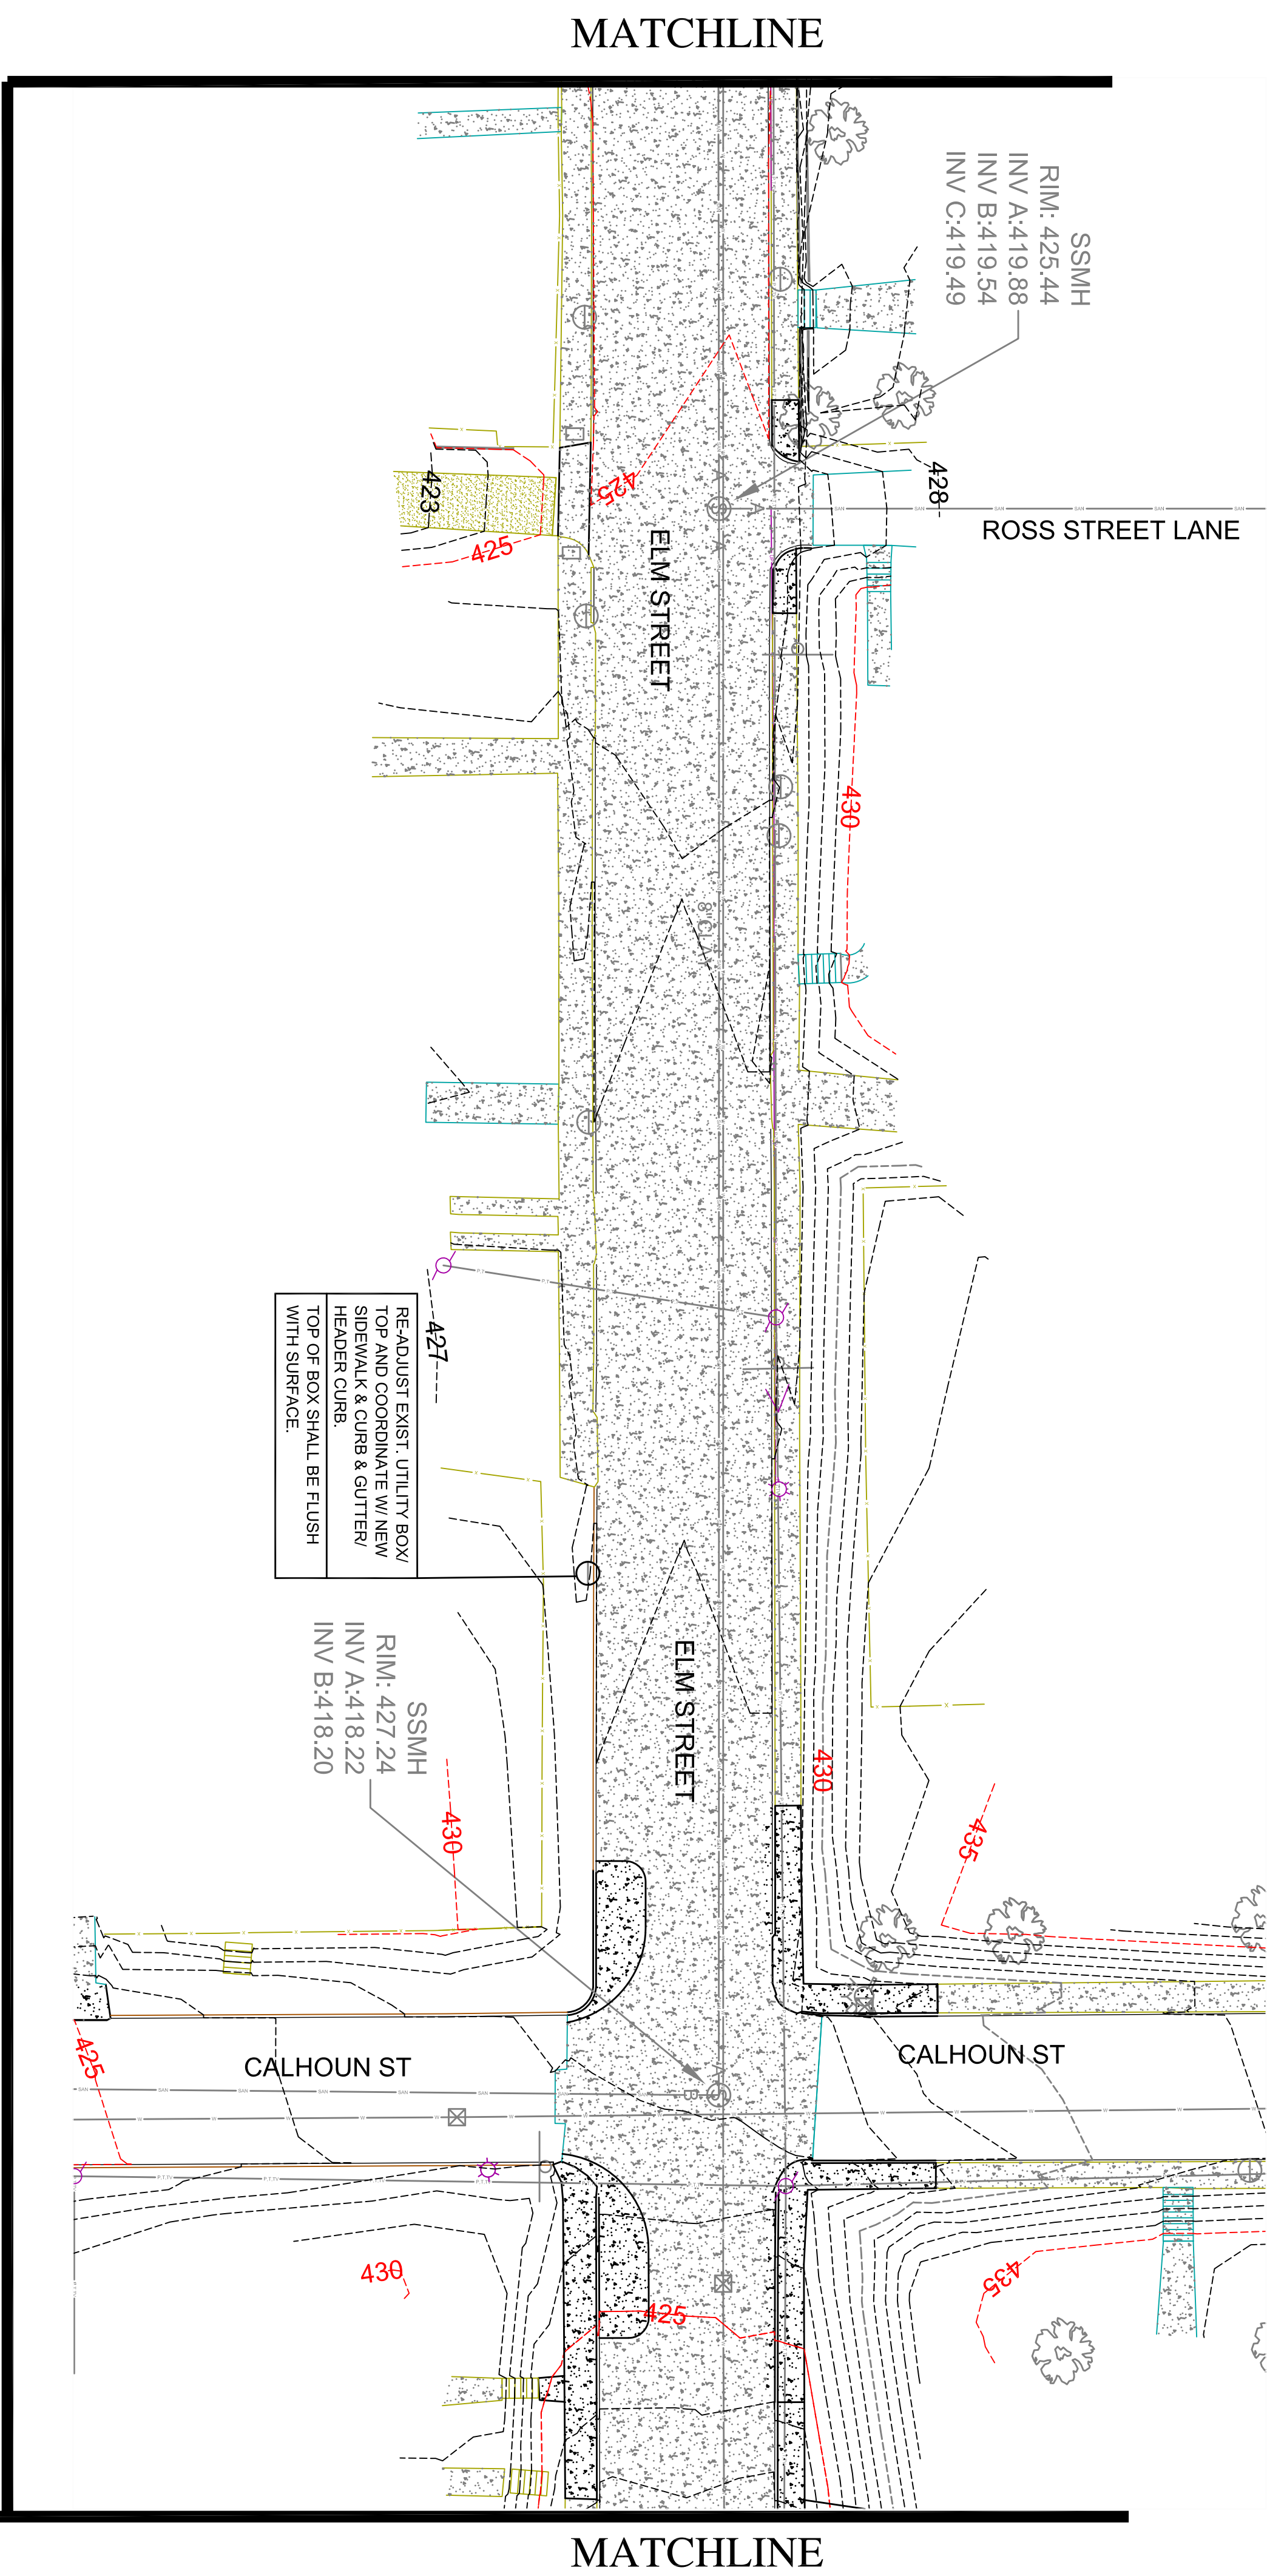 MATCHLINE
SSMH
RIM: 425.44
INV A:419.88
INV B:419.54
INV C:419.49
428
ROSS STREET LANE
423
425
425
A
A
ELM STREET
430
8"CLAY
427
RE-ADJUST EXIST. UTILITY BOX/
TOP AND COORDINATE W/ NEW
SIDEWALK & CURB & GUTTER/
HEADER CURB.
TOP OF BOX SHALL BE FLUSH
WITH SURFACE.
SSMH
RIM: 427.24
INV A:418.22
INV B:418.20
ELM STREET
430
430
435
425
CALHOUN ST
CALHOUN ST
A
B
SAN
W
P.T.TV
430
425
435
MATCHLINE